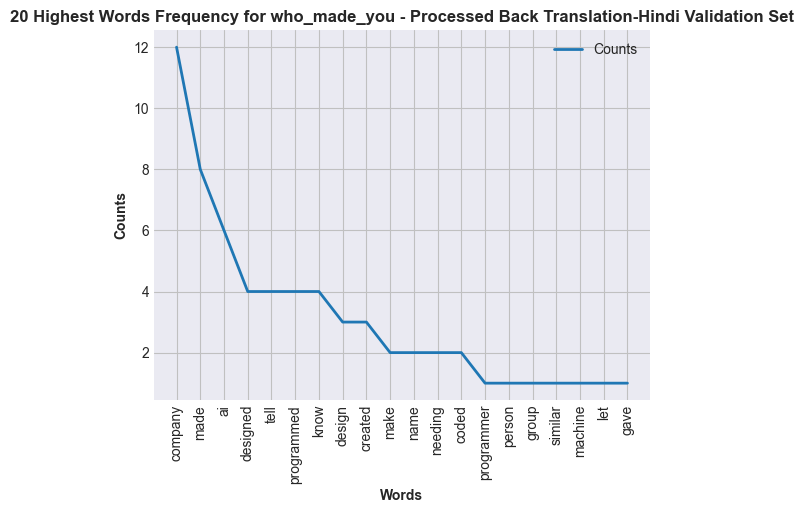 20 Highest Words Frequency for who_made_you - Processed Back Translation-Hindi Validation Set
Counts
12
10
8
6
4
2
Counts
company
made
ai
designed
tell
programmed
know
design
created
make
name
needing
coded
programmer
person
group
similar
machine
let
gave
Words